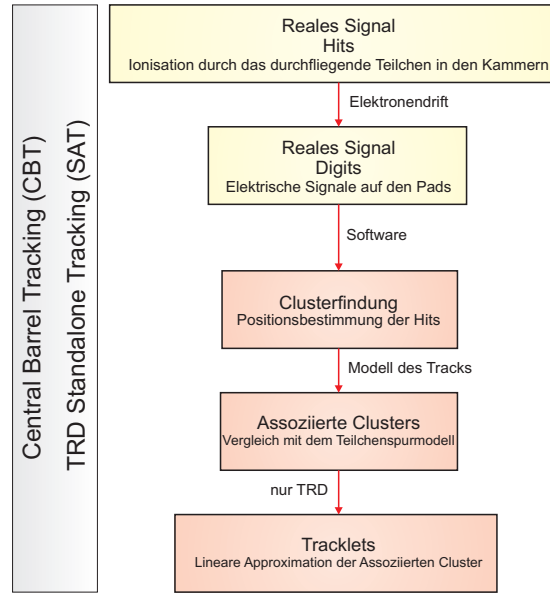 Central Barrel Tracking (CBT)
TRD Standalone Tracking (SAT)
Reales Signal
Hits
Ionisation durch das durchfliegende Teilchen in den Kammern
Elektronendrift
Reales Signal
Digits
Elektrische Signale auf den Pads
Software
Clusterfindung
Positionsbestimmung der Hits
Modell des Tracks
Assoziierte Clusters
Vergleich mit dem Teilchenspurmodell
nur TRD
Tracklets
Lineare Approximation der Assoziierten Cluster